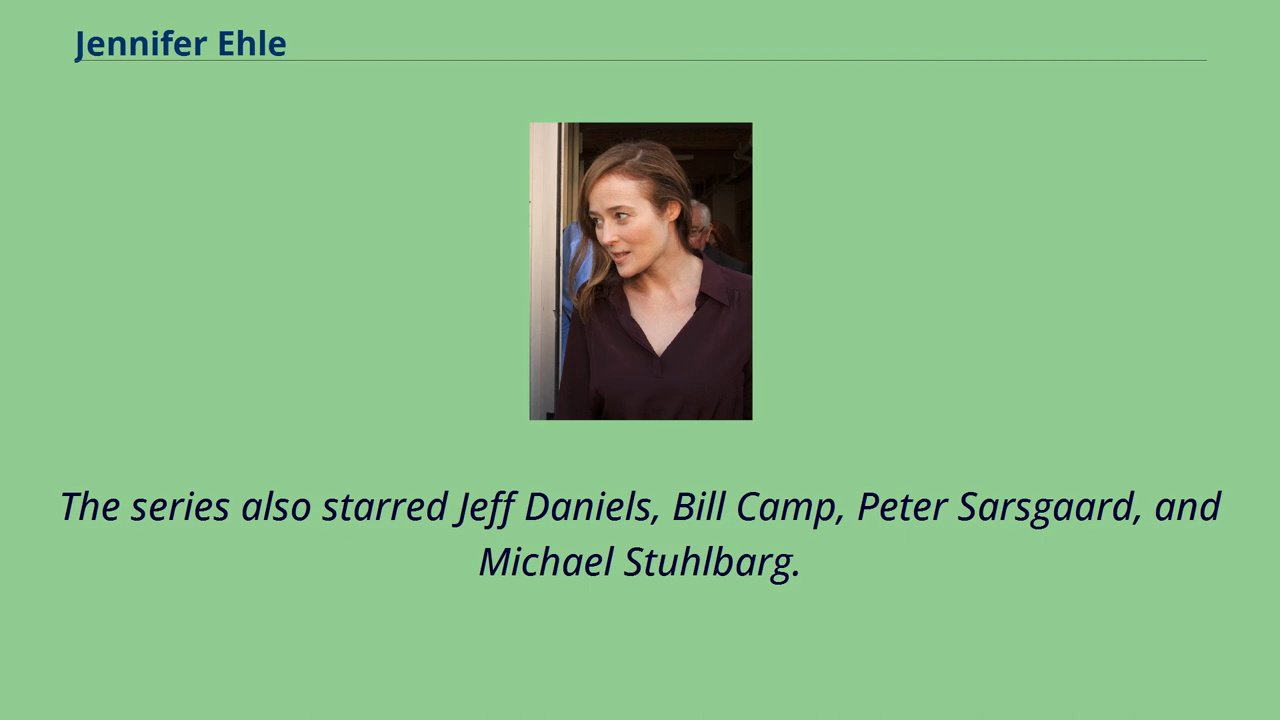 Jennifer Ehle
The series also starred Jeff Daniels, Bill Camp, Peter Sarsgaard, and
Michael Stuhlbarg.